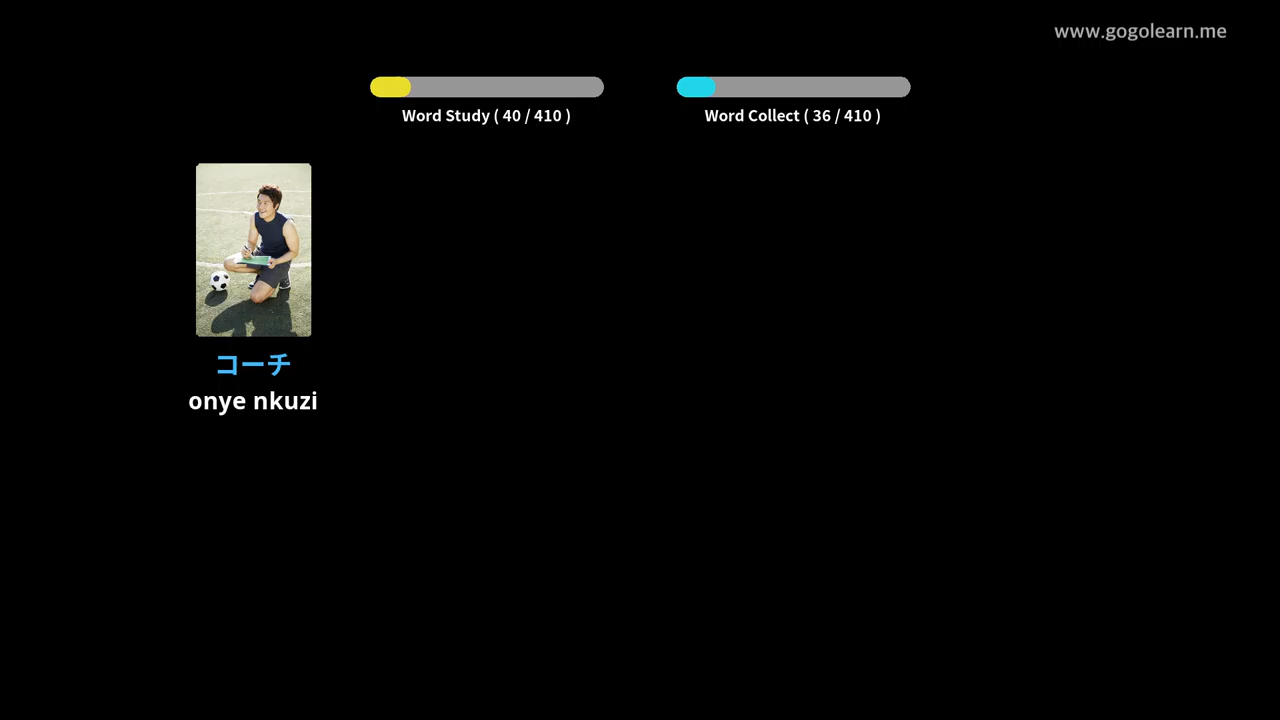 www.gogolearn.me
Word Study ( 40 / 410 )
Word Collect ( 36 / 410 )
コーチ
onye nkuzi